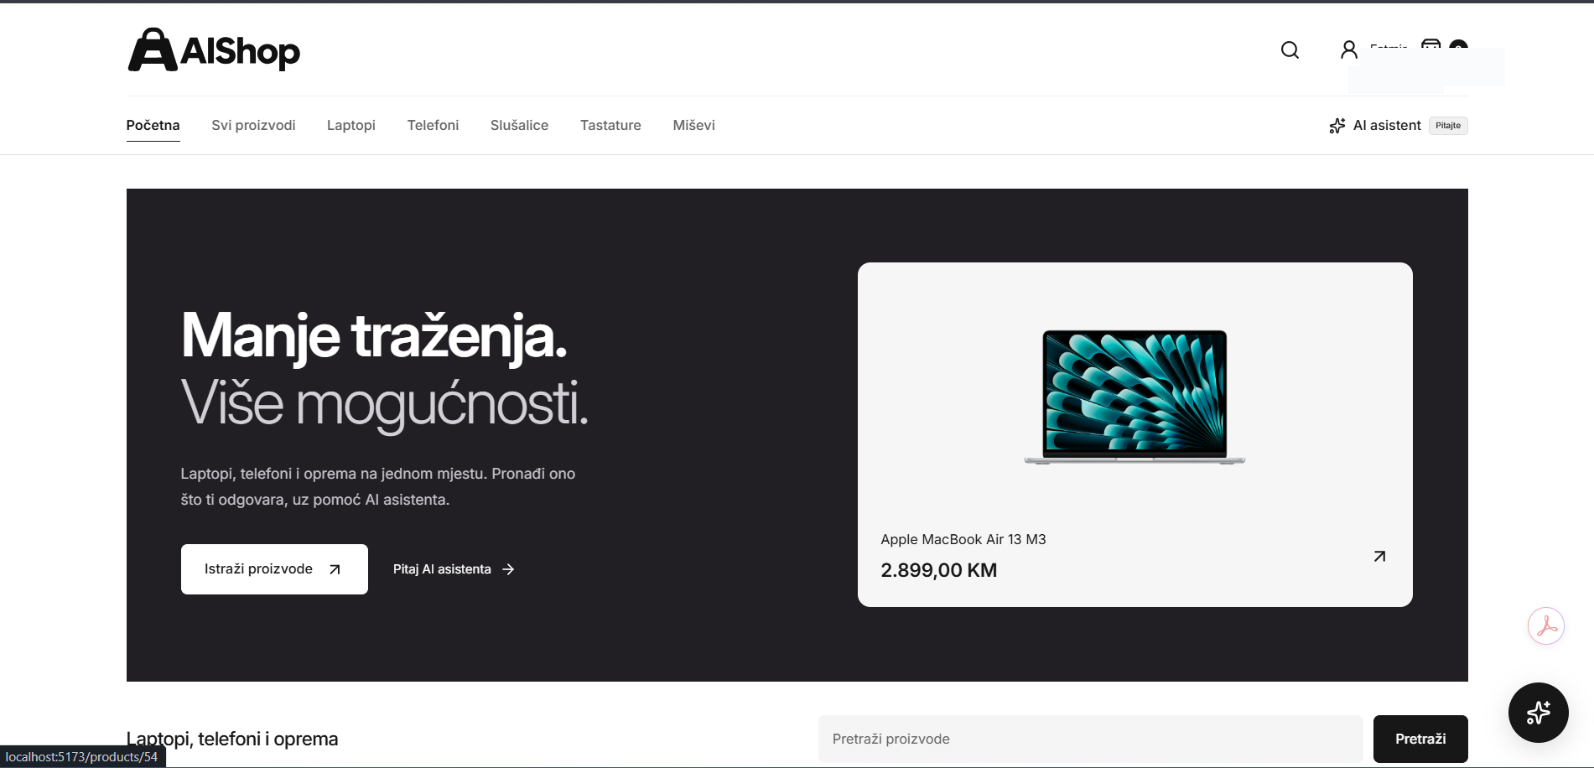 AIShop
Početna
Svi proizvodi
Laptopi
Telefoni
Slušalice
Tastature
Miševi
AI asistent
Pitajte
Manje traženja.
Više mogućnosti.
Laptopi, telefoni i oprema na jednom mjestu. Pronađi ono
što ti odgovara, uz pomoć AI asistenta.
Istraži proizvode
Pitaj AI asistenta
Apple MacBook Air 13 M3
2.899,00 KM
Laptopi, telefoni i oprema
Pretraži proizvode
Pretraži
localhost:5173/products/54